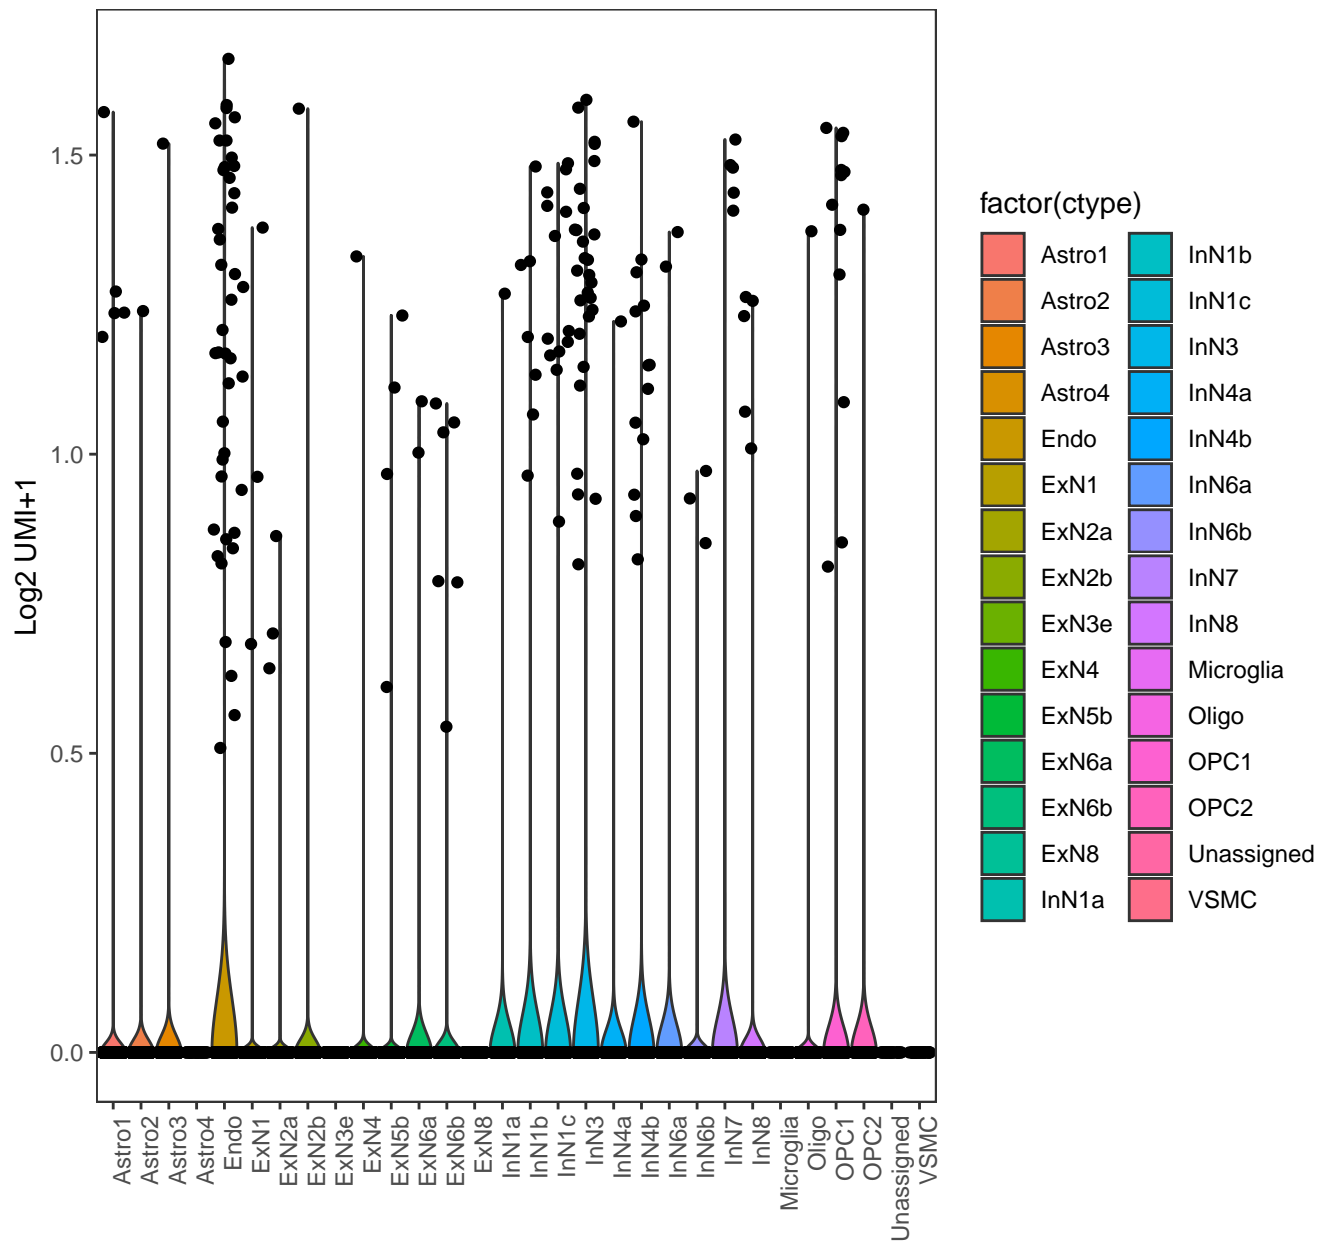 Log2 UMI+1
1.5
1.0
0.5
0.0
Astro1
Astro2
Astro3
Astro4
Endo
ExN1
ExN2a
ExN2b
ExN3e
ExN4
ExN5b
ExN6a
ExN6b
ExN8
InN1a
InN1b
InN1c
InN3
InN4a
InN4b
InN6a
InN6b
InN7
InN8
Microglia
Oligo
OPC1
OPC2
Unassigned
VSMC
factor(ctype)
Astro1
Astro2
Astro3
Astro4
Endo
ExN1
ExN2a
ExN2b
ExN3e
ExN4
ExN5b
ExN6a
ExN6b
ExN8
InN1a
InN1b
InN1c
InN3
InN4a
InN4b
InN6a
InN6b
InN7
InN8
Microglia
Oligo
OPC1
OPC2
Unassigned
VSMC